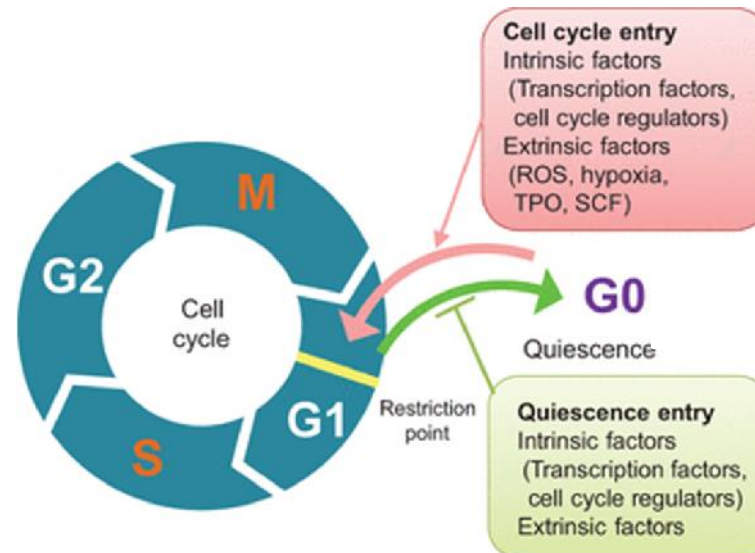 Cell cycle entry
Intrinsic factors
(Transcription factors,
cell cycle regulators)
Extrinsic factors
(ROS, hypoxia,
TPO, SCF)
M
G2
Cell
cycle
G0
Quiescence
Restriction
point
G1
S
Quiescence entry
Intrinsic factors
(Transcription factors,
cell cycle regulators)
Extrinsic factors